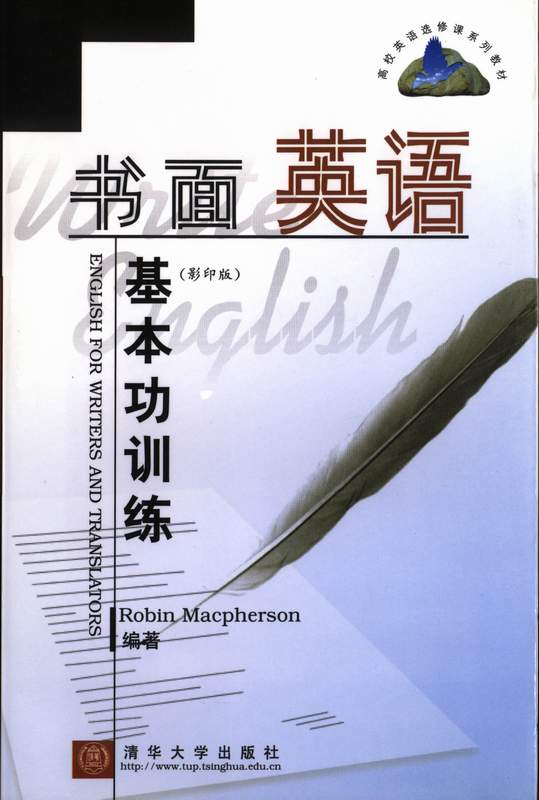 高校英语选修课系列教材
书面英语
Write
English
基本功训练
(影印版)
ENGLISH FOR WRITERS AND TRANSLATORS
Robin Macpherson
编著
清华大学出版社
http://www.tup.tsinghua.edu.cn